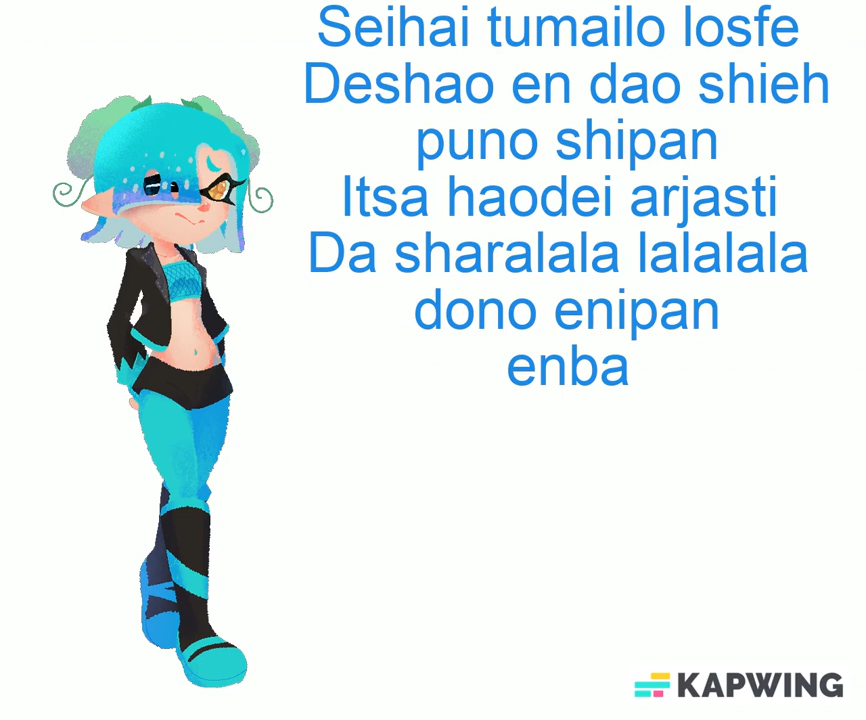 Seihai tumailo losfe
Deshao en dao shieh
puno shipan
Itsa haodei arjasti
Da sharalala lalalala
dono enipan
enba
KAPWING